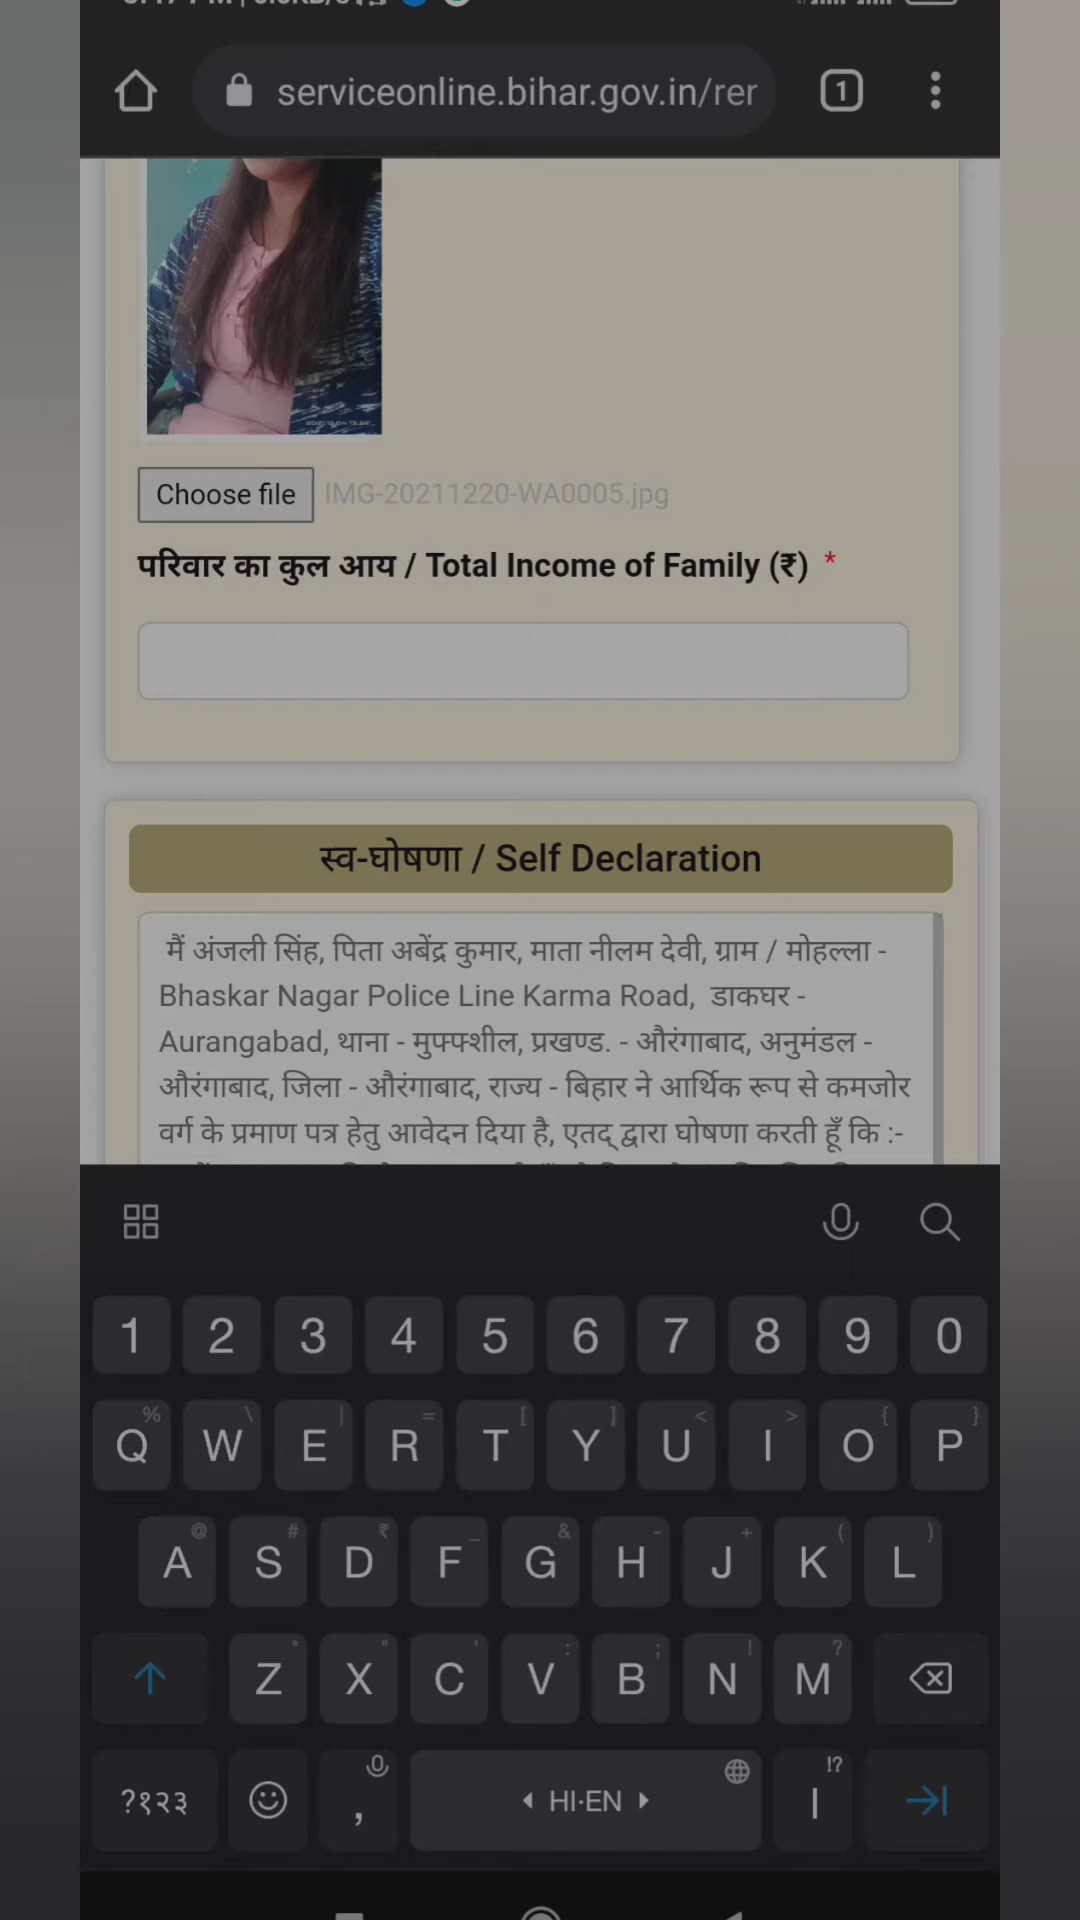 serviceonline.bihar.gov.in/rer
1
Choose file IMG-20211220-WA0005.jpg
परिवार का कुल आय / Total Income of Family (₹) *
स्व-घोषणा / Self Declaration
मैं अंजली सिंह, पिता अबेंद्र कुमार, माता नीलम देवी, ग्राम / मोहल्ला -
Bhaskar Nagar Police Line Karma Road, डाकघर -
Aurangabad, थाना - मुफ्फ्शील, प्रखण्ड. - औरंगाबाद, अनुमंडल -
औरंगाबाद, जिला - औरंगाबाद, राज्य - बिहार ने आर्थिक रूप से कमजोर
वर्ग के प्रमाण पत्र हेतु आवेदन दिया है, एतद् द्वारा घोषणा करती हूँ कि :-
1 2 3 4 5 6 7 8 9 0
% \ | = [ ] < > { }
Q W E R T Y U I O P
@ # ₹ _ & - + ( )
A S D F G H J K L
* " ' : ; ! ?
Z X C V B N M
?१२३ , HI·EN !? |